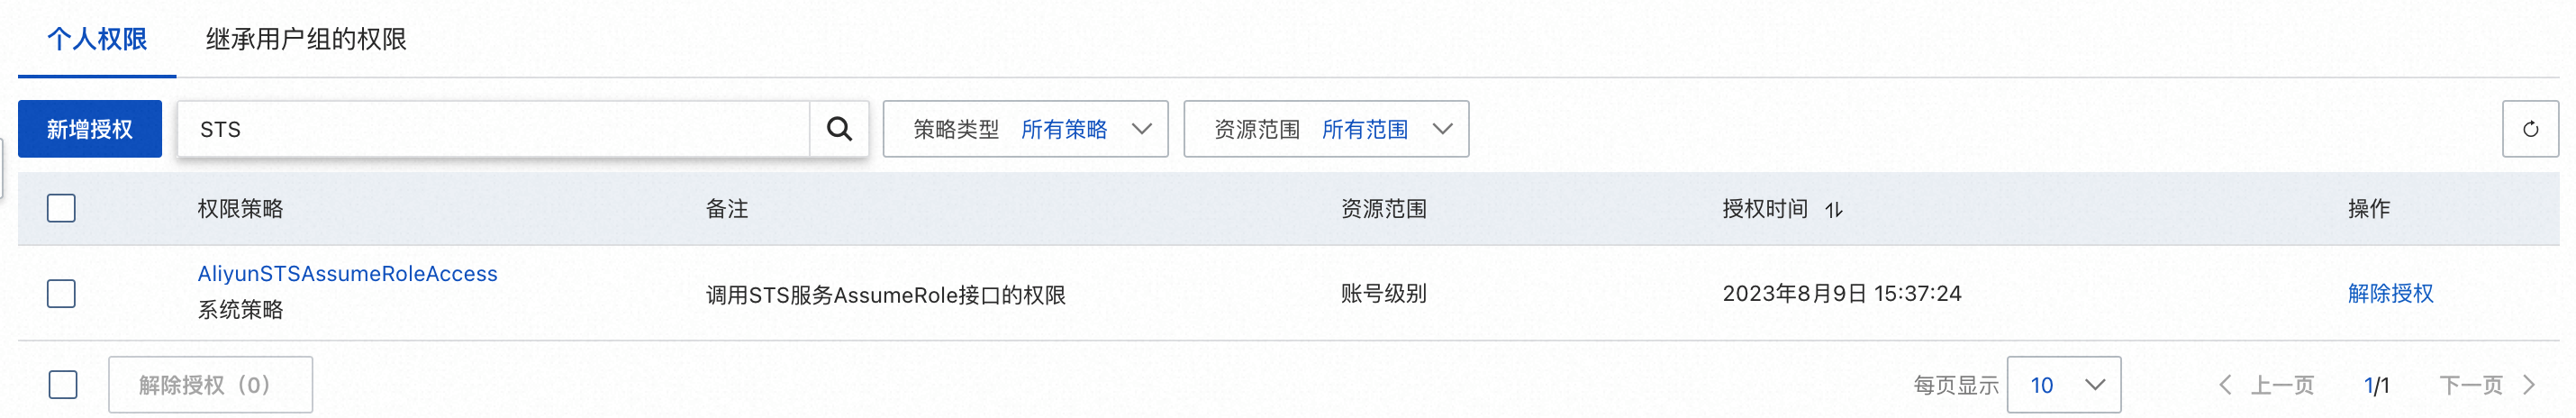 个人权限 继承用户组的权限
新增授权 STS 策略类型 所有策略 资源范围 所有范围
权限策略 备注 资源范围 授权时间 操作
AliyunSTSAssumeRoleAccess
系统策略 调用STS服务AssumeRole接口的权限 账号级别 2023年8月9日 15:37:24 解除授权
解除授权（0） 每页显示 10 上一页 1/1 下一页